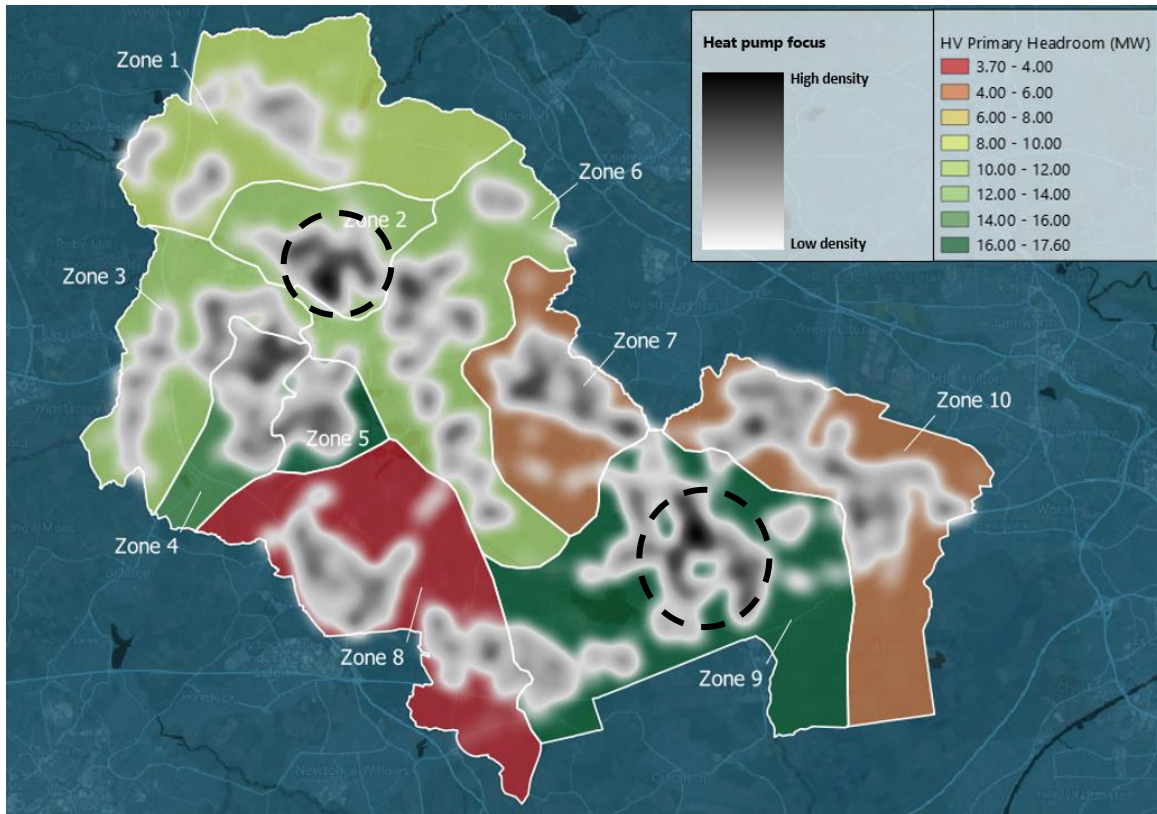 Heat pump focus
High density
Low density
HV Primary Headroom (MW)
3.70 - 4.00
4.00 - 6.00
6.00 - 8.00
8.00 - 10.00
10.00 - 12.00
12.00 - 14.00
14.00 - 16.00
16.00 - 17.60
Zone 1
Zone 6
Zone 2
Zone 3
Zone 7
Zone 10
Zone 5
Zone 4
Zone 8
Zone 9